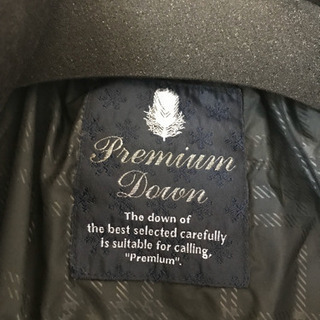 Premium
Down
The down of
the best selected carefully
is suitable for calling,
"Premium".